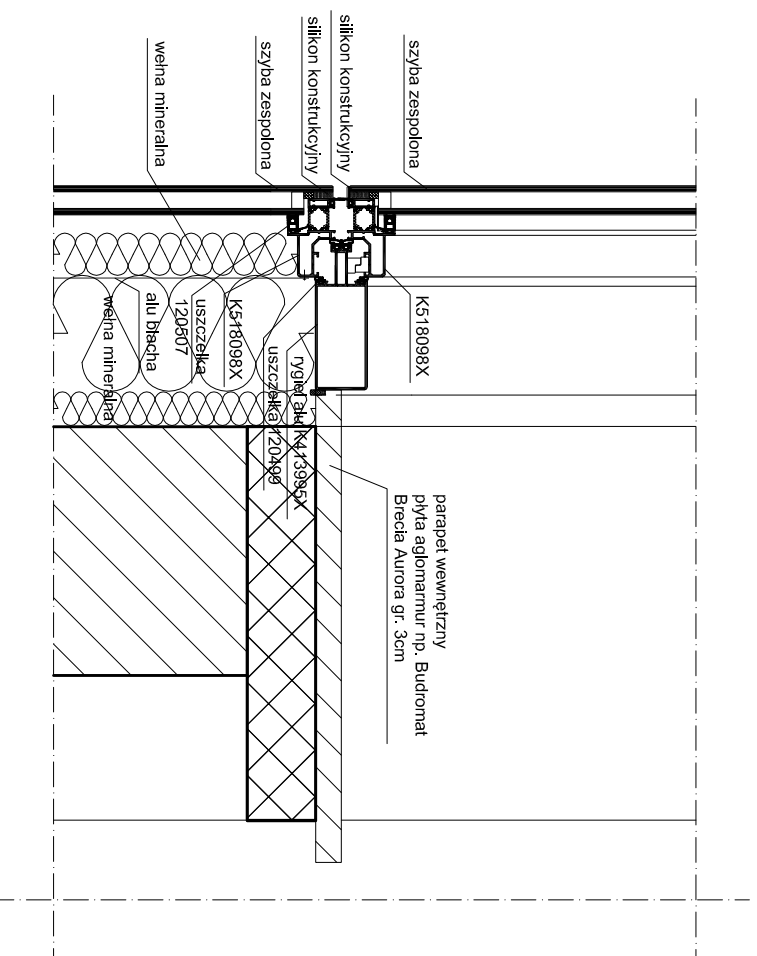 szyba zespolona
silikon konstrukcyjny
silikon konstrukcyjny
szyba zespolona
wełna mineralna
K518098X
parapet wewnętrzny
płyta aglomarmur np. Budromat
Brecia Aurora gr. 3cm
rygiel alu K413995X
uszczelka 120499
K518098X
uszczelka
120507
alu blacha
wełna mineralna